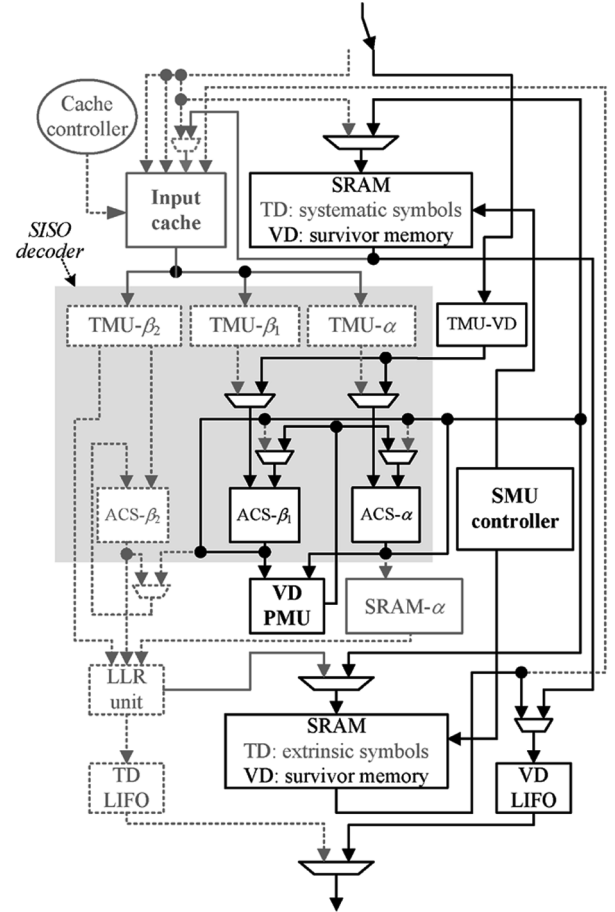 Cache
controller
Input
cache
SRAM
TD: systematic symbols
VD: survivor memory
SISO
decoder
TMU-β2
TMU-β1
TMU-α
TMU-VD
ACS-β2
ACS-β1
ACS-α
SMU
controller
VD
PMU
SRAM-α
LLR
unit
SRAM
TD: extrinsic symbols
VD: survivor memory
TD
LIFO
VD
LIFO